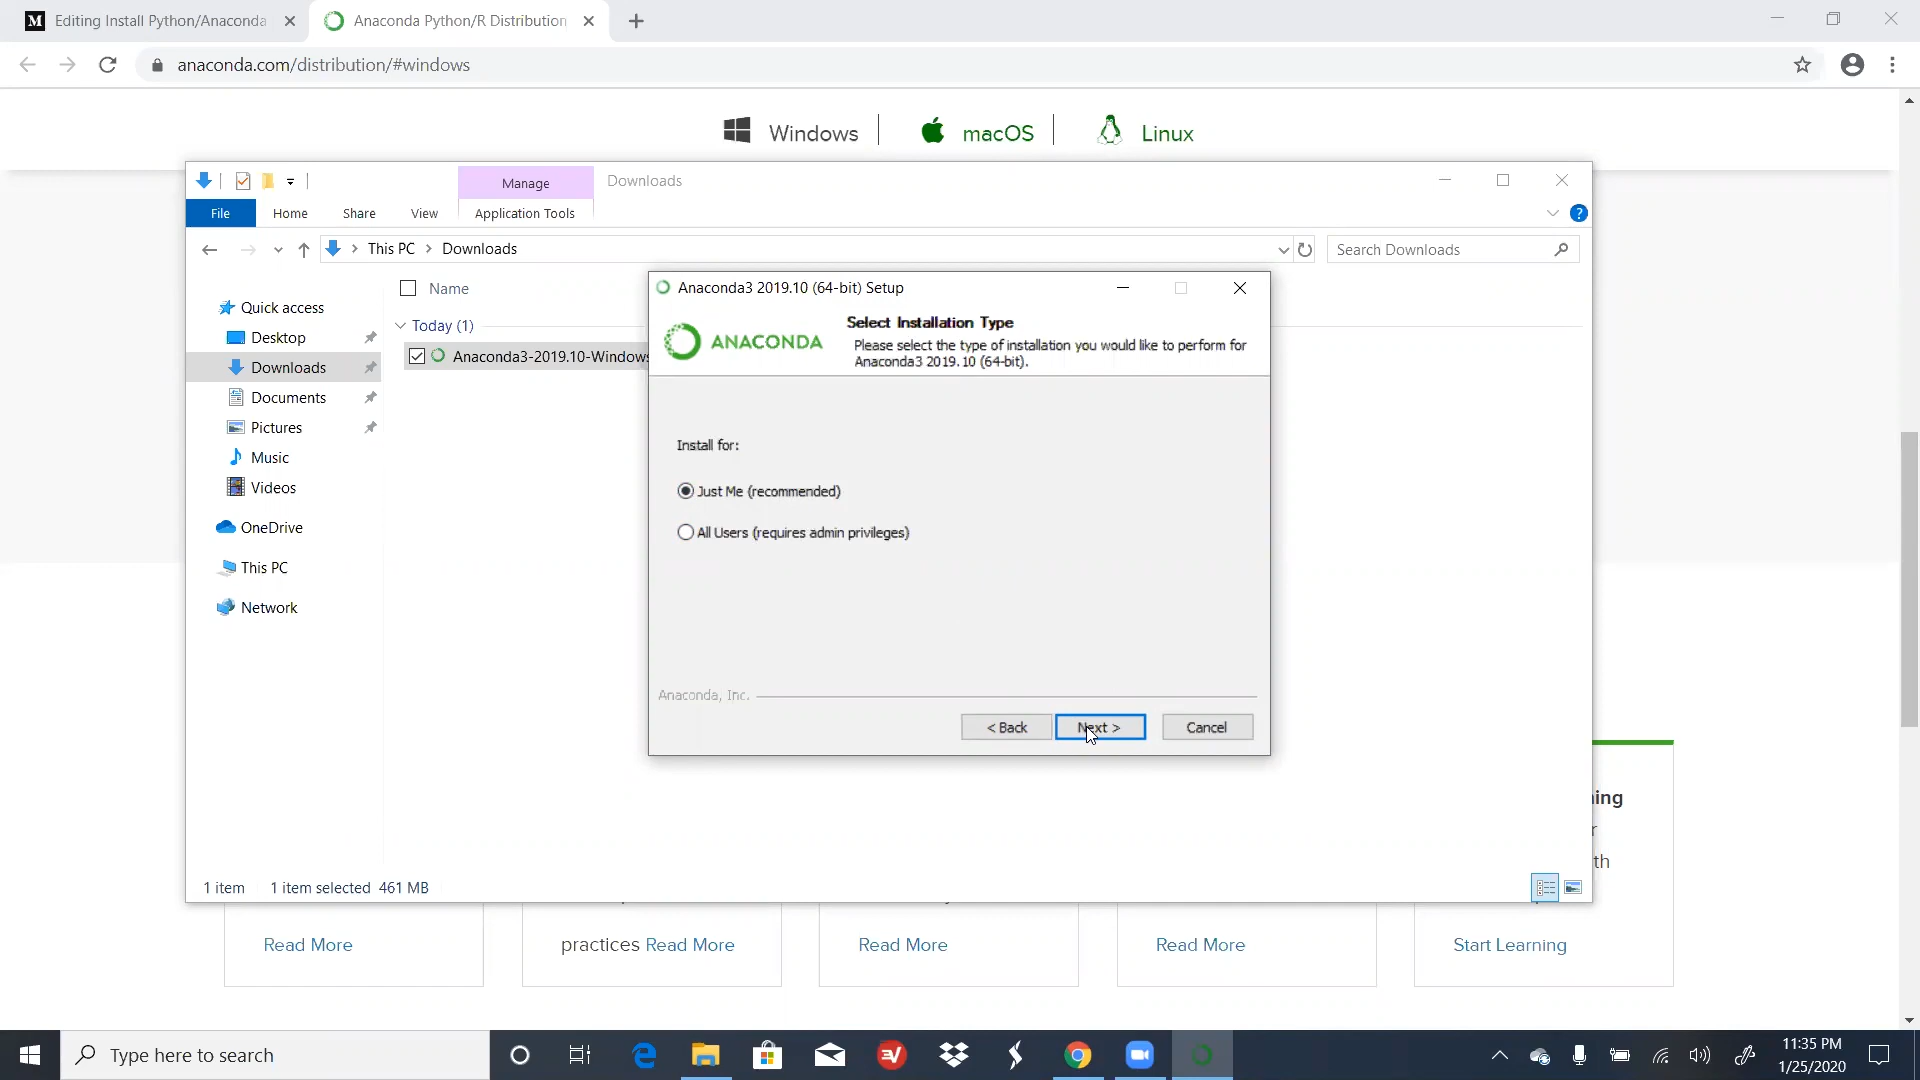 Editing Install Python/Anaconda
Anaconda Python/R Distribution
anaconda.com/distribution/#windows
Windows
macOS
Linux
Manage
Downloads
File
Home
Share
View
Application Tools
This PC
Downloads
Search Downloads
Name
Quick access
Desktop
Downloads
Documents
Pictures
Music
Videos
OneDrive
This PC
Network
Today (1)
Anaconda3-2019.10-Windows
Anaconda3 2019.10 (64-bit) Setup
ANACONDA
Select Installation Type
Please select the type of installation you would like to perform for
Anaconda3 2019.10 (64-bit).
Install for:
Just Me (recommended)
All Users (requires admin privileges)
Anaconda, Inc.
< Back
Next >
Cancel
ing
r
th
1 item
1 item selected 461 MB
Read More
practices Read More
Read More
Read More
Start Learning
Type here to search
11:35 PM
1/25/2020